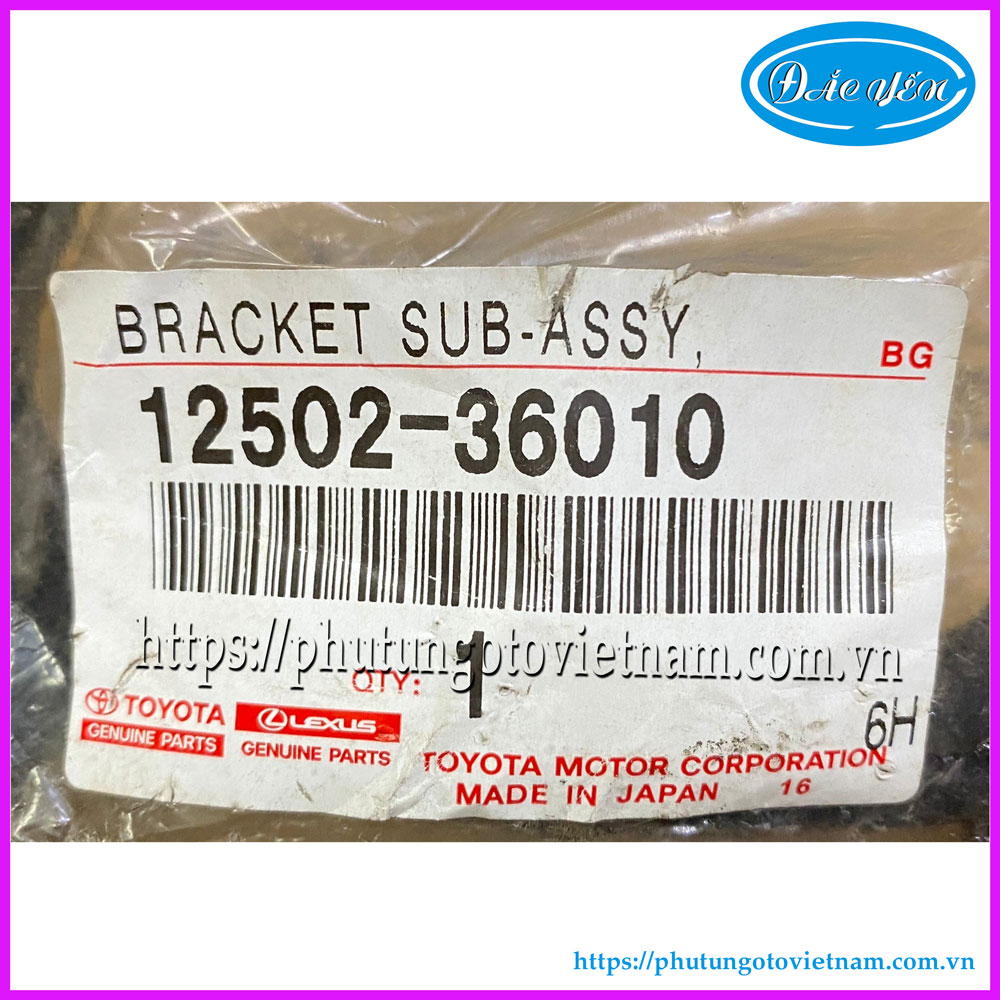 ĐẮC YẾN
BRACKET SUB-ASSY,
BG
12502-36010
https://phutungotovietnam.com.vn
QTY: 1
6H
TOYOTA
GENUINE PARTS
LEXUS
GENUINE PARTS
TOYOTA MOTOR CORPORATION
MADE IN JAPAN 16
https://phutungotovietnam.com.vn